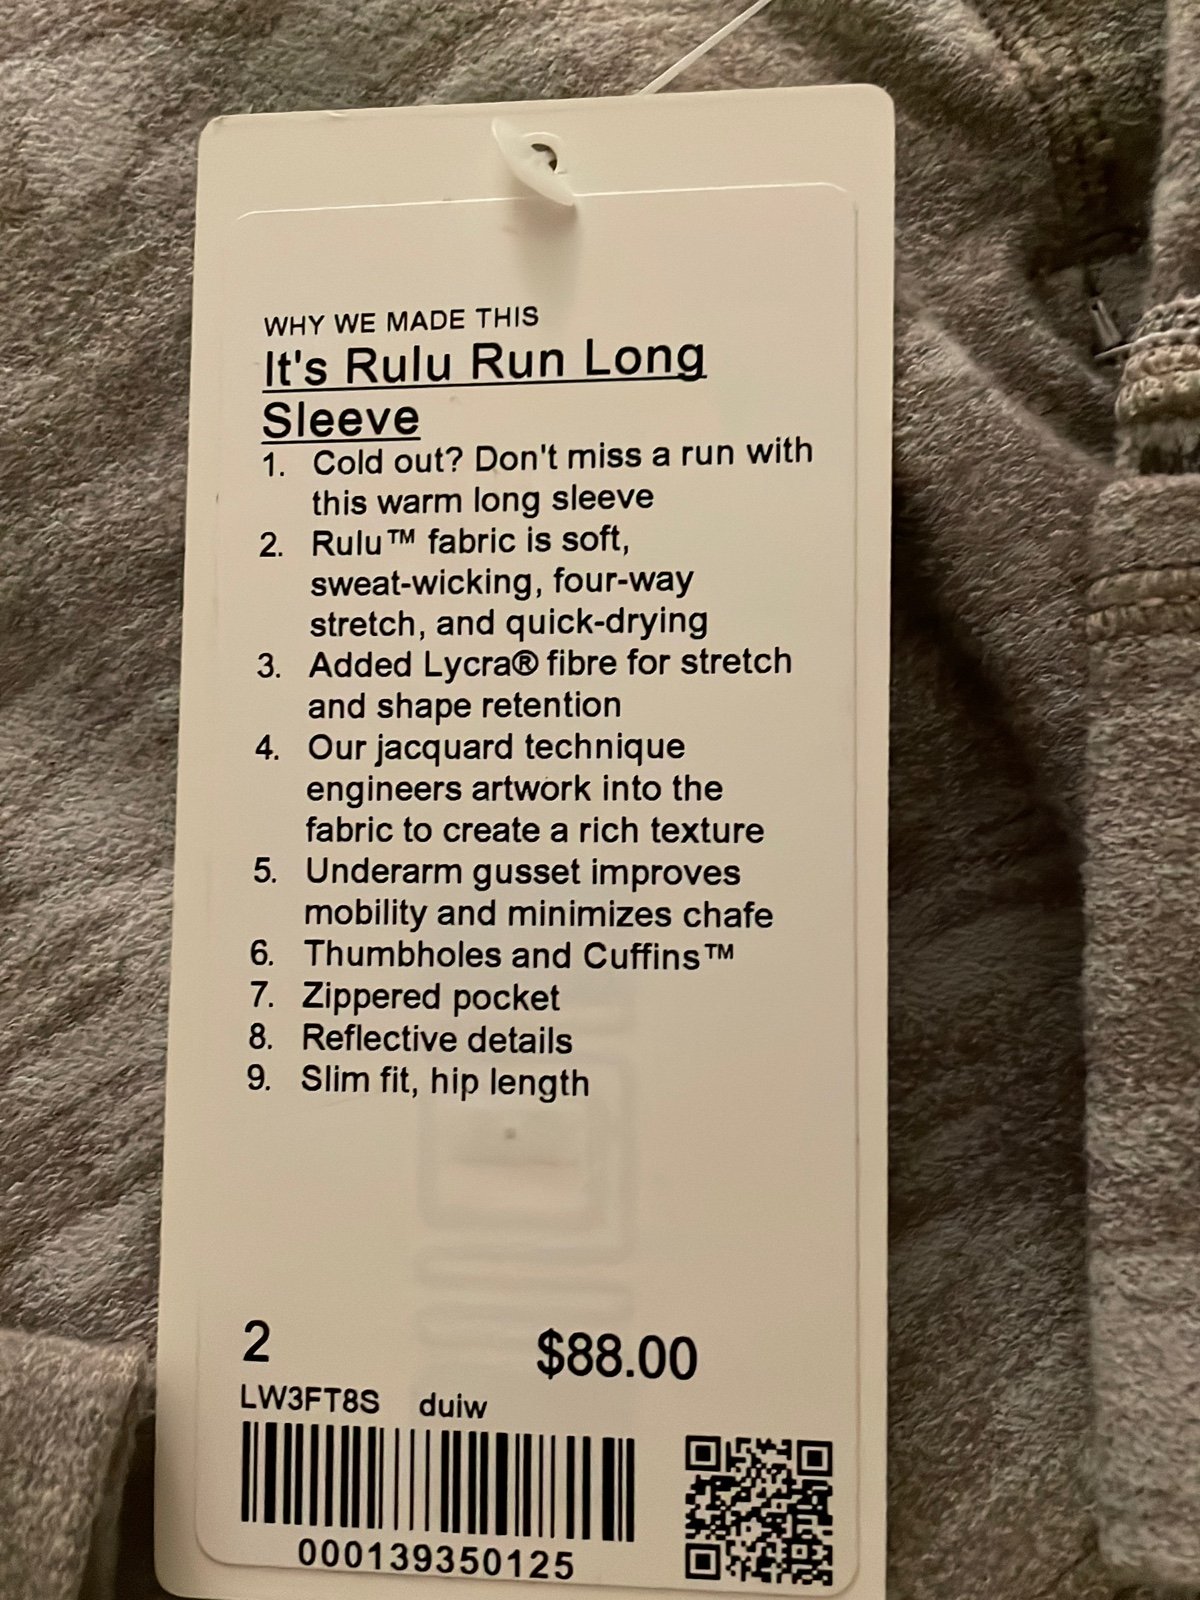 WHY WE MADE THIS
It's Rulu Run Long
Sleeve
1. Cold out? Don't miss a run with
this warm long sleeve
2. Rulu™ fabric is soft,
sweat-wicking, four-way
stretch, and quick-drying
3. Added Lycra® fibre for stretch
and shape retention
4. Our jacquard technique
engineers artwork into the
fabric to create a rich texture
5. Underarm gusset improves
mobility and minimizes chafe
6. Thumbholes and Cuffins™
7. Zippered pocket
8. Reflective details
9. Slim fit, hip length
2 $88.00
LW3FT8S duiw
000139350125